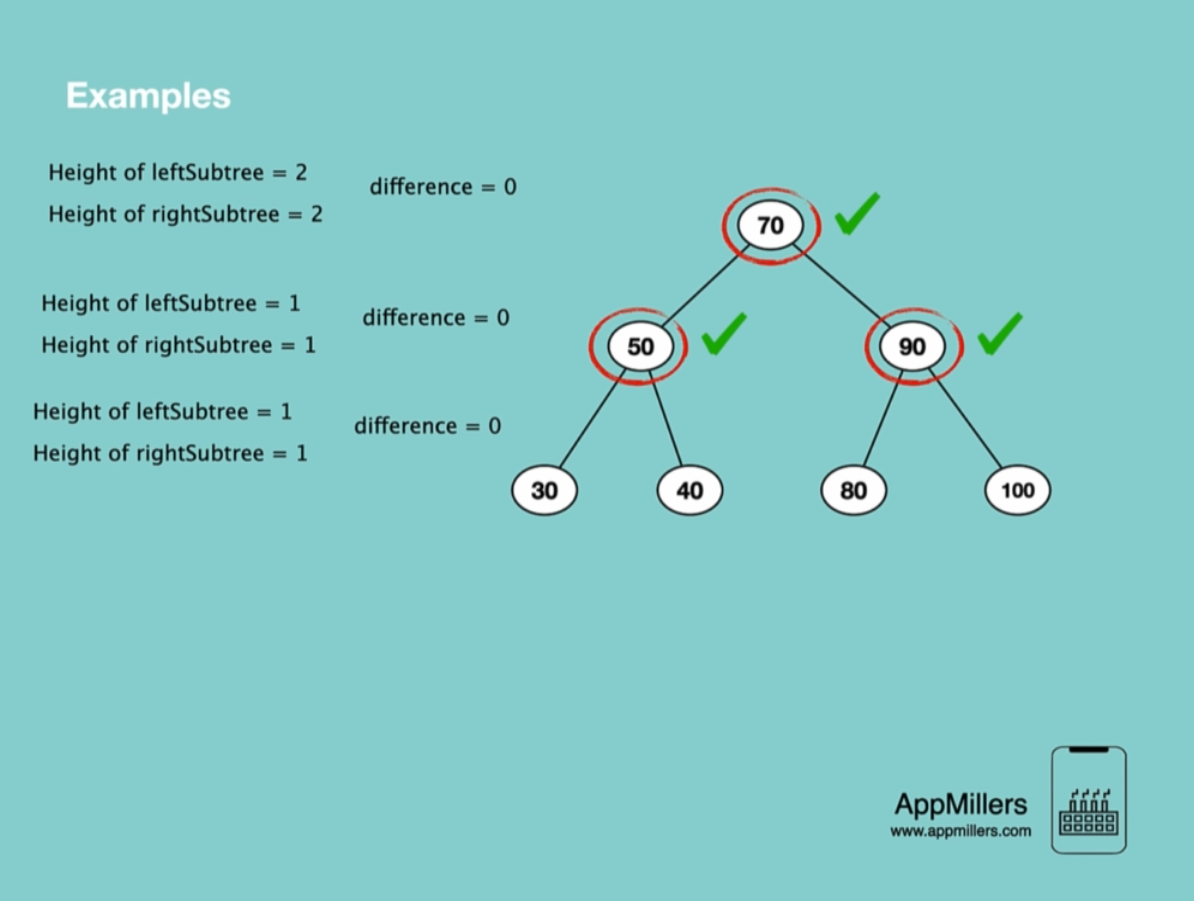 Examples
Height of leftSubtree = 2
Height of rightSubtree = 2
difference = 0
Height of leftSubtree = 1
Height of rightSubtree = 1
difference = 0
Height of leftSubtree = 1
Height of rightSubtree = 1
difference = 0
70
50
90
30
40
80
100
AppMillers
www.appmillers.com